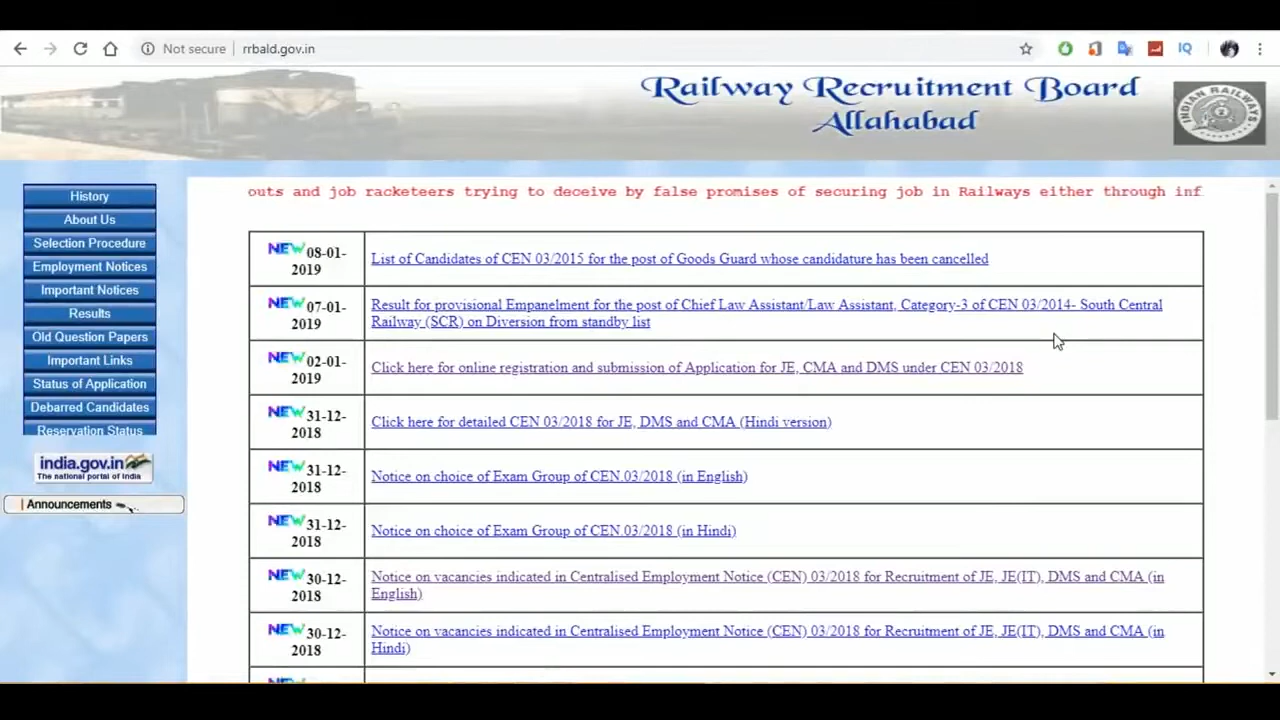 Not secure | rrbald.gov.in
IQ
Railway Recruitment Board
Allahabad
INDIAN RAILWAYS
outs and job racketeers trying to deceive by false promises of securing job in Railways either through inf
History
About Us
Selection Procedure
Employment Notices
Important Notices
Results
Old Question Papers
Important Links
Status of Application
Debarred Candidates
Reservation Status
india.gov.in
The national portal of India
Announcements
NEW 08-01-
2019
List of Candidates of CEN 03/2015 for the post of Goods Guard whose candidature has been cancelled
NEW 07-01-
2019
Result for provisional Empanelment for the post of Chief Law Assistant/Law Assistant, Category-3 of CEN 03/2014- South Central
Railway (SCR) on Diversion from standby list
NEW 02-01-
2019
Click here for online registration and submission of Application for JE, CMA and DMS under CEN 03/2018
NEW 31-12-
2018
Click here for detailed CEN 03/2018 for JE, DMS and CMA (Hindi version)
NEW 31-12-
2018
Notice on choice of Exam Group of CEN 03/2018 (in English)
NEW 31-12-
2018
Notice on choice of Exam Group of CEN 03/2018 (in Hindi)
NEW 30-12-
2018
Notice on vacancies indicated in Centralised Employment Notice (CEN) 03/2018 for Recruitment of JE, JE(IT), DMS and CMA (in
English)
NEW 30-12-
2018
Notice on vacancies indicated in Centralised Employment Notice (CEN) 03/2018 for Recruitment of JE, JE(IT), DMS and CMA (in
Hindi)